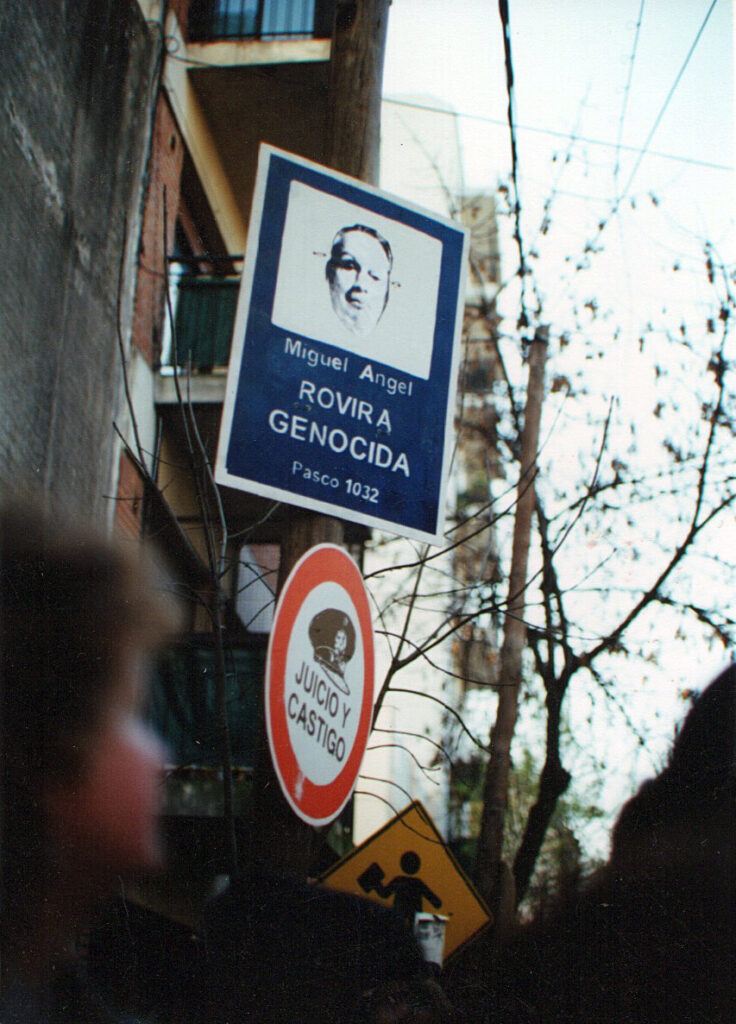 Miguel Angel
ROVIRA
GENOCIDA
Pasco 1032
JUICIO Y
CASTIGO